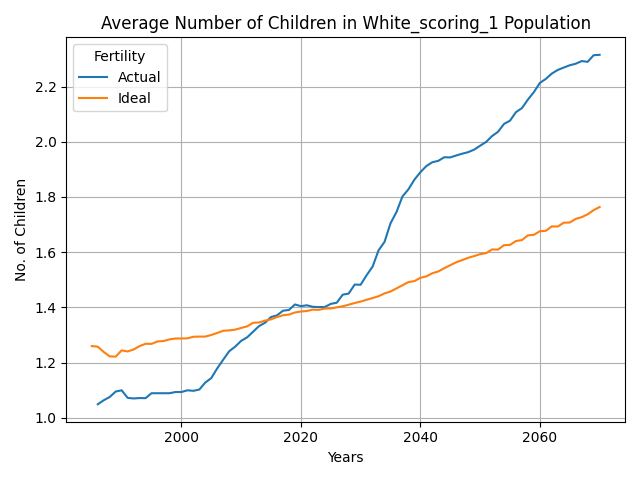 Average Number of Children in White_scoring_1 Population
Fertility
Actual
Ideal
No. of Children
2.2
2.0
1.8
1.6
1.4
1.2
1.0
2000 2020 2040 2060
Years